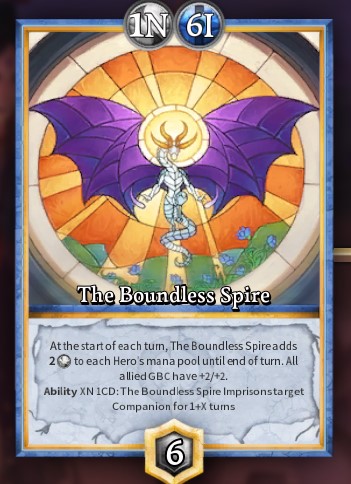 1N 6I
The Boundless Spire
At the start of each turn, The Boundless Spire adds
2 to each Hero's mana pool until end of turn. All
allied GBC have +2/+2.
Ability XN 1CD: The Boundless Spire Imprisons target
Companion for 1+X turns
6